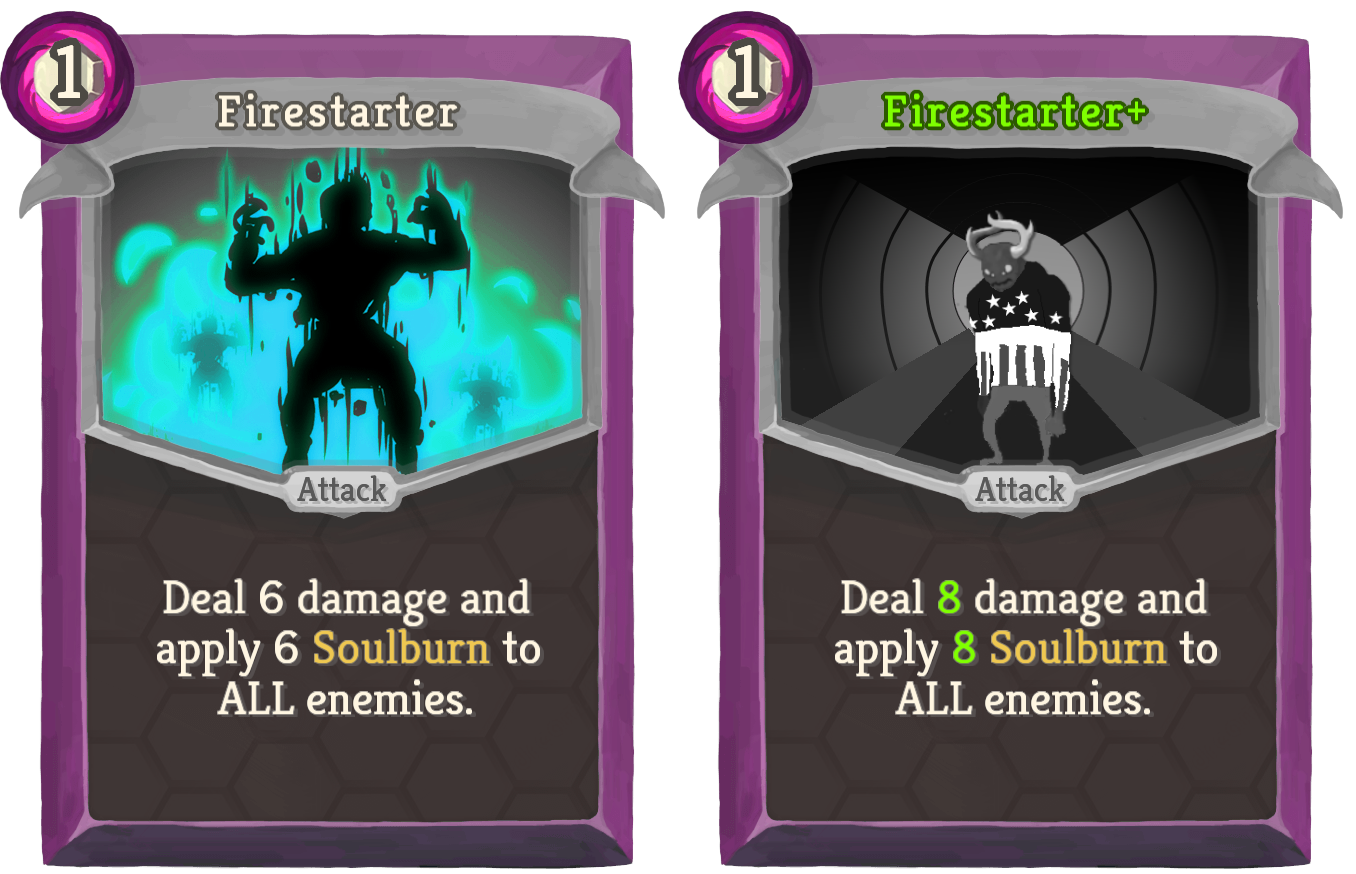 1
Firestarter
Attack
Deal 6 damage and
apply 6 Soulburn to
ALL enemies.
1
Firestarter+
Attack
Deal 8 damage and
apply 8 Soulburn to
ALL enemies.